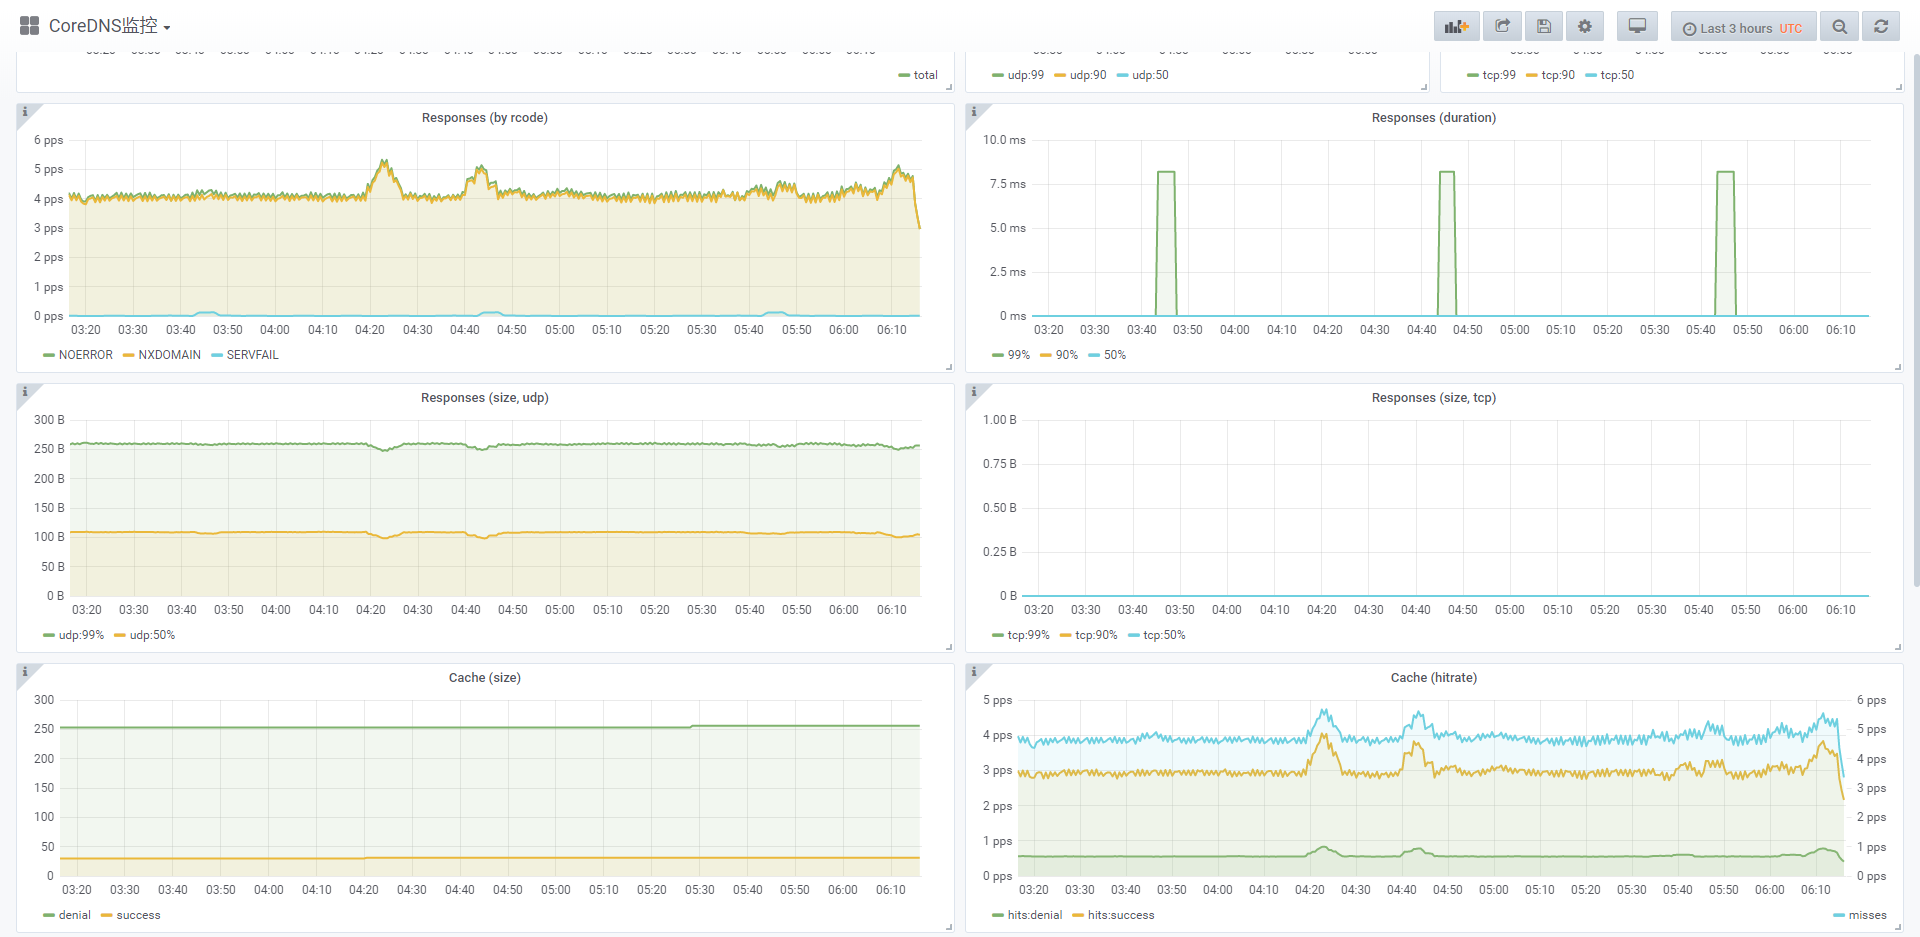 CoreDNS监控
Last 3 hours UTC
total
udp:99 udp:90 udp:50
tcp:99 tcp:90 tcp:50
Responses (by rcode)
6 pps
5 pps
4 pps
3 pps
2 pps
1 pps
0 pps
03:20 03:30 03:40 03:50 04:00 04:10 04:20 04:30 04:40 04:50 05:00 05:10 05:20 05:30 05:40 05:50 06:00 06:10
NOERROR NXDOMAIN SERVFAIL
Responses (duration)
10.0 ms
7.5 ms
5.0 ms
2.5 ms
0 ms
03:20 03:30 03:40 03:50 04:00 04:10 04:20 04:30 04:40 04:50 05:00 05:10 05:20 05:30 05:40 05:50 06:00 06:10
99% 90% 50%
Responses (size, udp)
300 B
250 B
200 B
150 B
100 B
50 B
0 B
03:20 03:30 03:40 03:50 04:00 04:10 04:20 04:30 04:40 04:50 05:00 05:10 05:20 05:30 05:40 05:50 06:00 06:10
udp:99% udp:50%
Responses (size, tcp)
1.00 B
0.75 B
0.50 B
0.25 B
0 B
03:20 03:30 03:40 03:50 04:00 04:10 04:20 04:30 04:40 04:50 05:00 05:10 05:20 05:30 05:40 05:50 06:00 06:10
tcp:99% tcp:90% tcp:50%
Cache (size)
300
250
200
150
100
50
0
03:20 03:30 03:40 03:50 04:00 04:10 04:20 04:30 04:40 04:50 05:00 05:10 05:20 05:30 05:40 05:50 06:00 06:10
denial success
Cache (hitrate)
5 pps
4 pps
3 pps
2 pps
1 pps
0 pps
6 pps
5 pps
4 pps
3 pps
2 pps
1 pps
0 pps
03:20 03:30 03:40 03:50 04:00 04:10 04:20 04:30 04:40 04:50 05:00 05:10 05:20 05:30 05:40 05:50 06:00 06:10
hits:denial hits:success misses